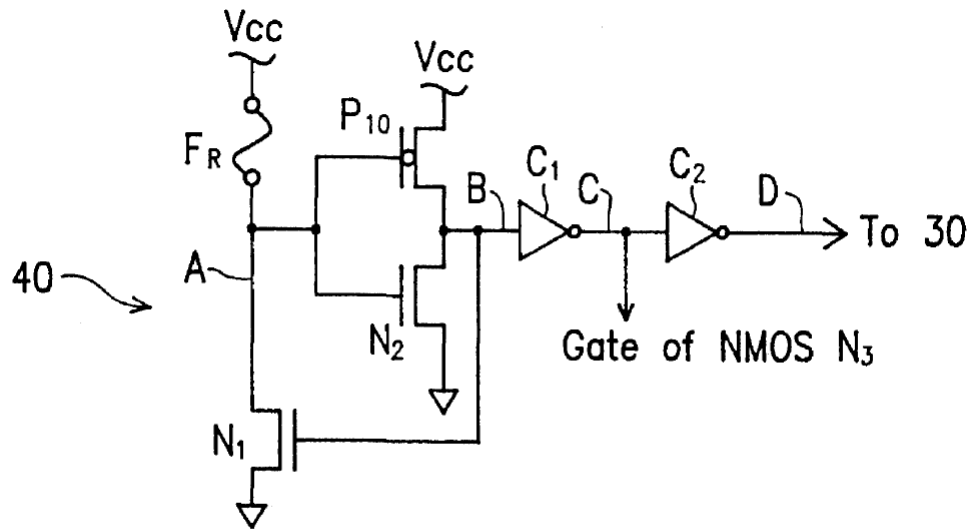 Vcc
Vcc
P10
FR
C1
C2
B
C
D
To 30
A
40
N2
Gate of NMOS N3
N1